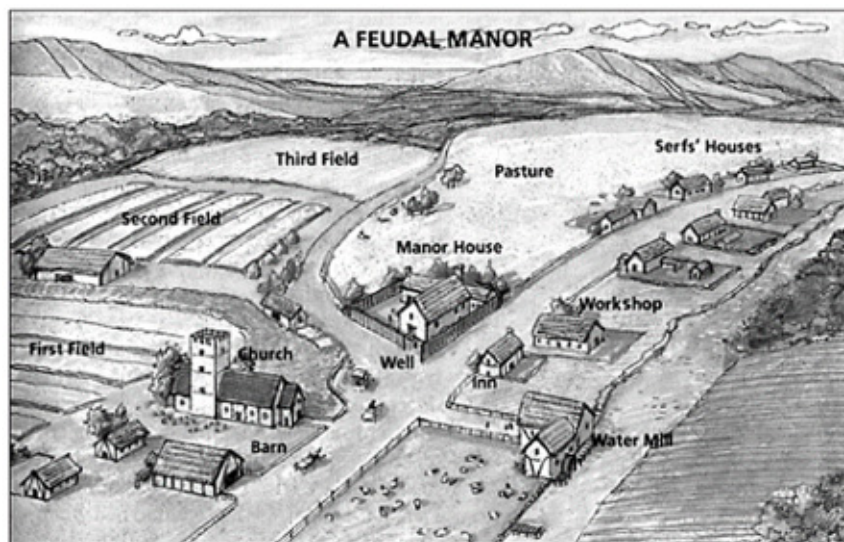 A FEUDAL MANOR
Third Field
Serfs' Houses
Pasture
Second Field
Manor House
Workshop
First Field
Church
Well
Inn
Barn
Water Mill